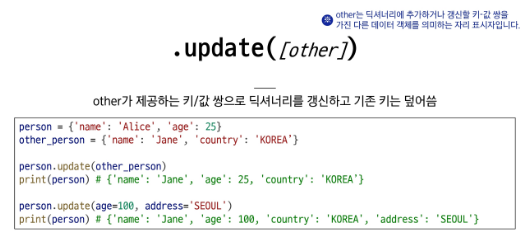 ※ other는 딕셔너리에 추가하거나 갱신할 키-값 쌍을
가진 다른 데이터 객체를 의미하는 자리 표시자입니다.
.update([other])
other가 제공하는 키/값 쌍으로 딕셔너리를 갱신하고 기존 키는 덮어씀
person = {'name': 'Alice', 'age': 25}
other_person = {'name': 'Jane', 'country': 'KOREA'}
person.update(other_person)
print(person) # {'name': 'Jane', 'age': 25, 'country': 'KOREA'}
person.update(age=100, address='SEOUL')
print(person) # {'name': 'Jane', 'age': 100, 'country': 'KOREA', 'address': 'SEOUL'}